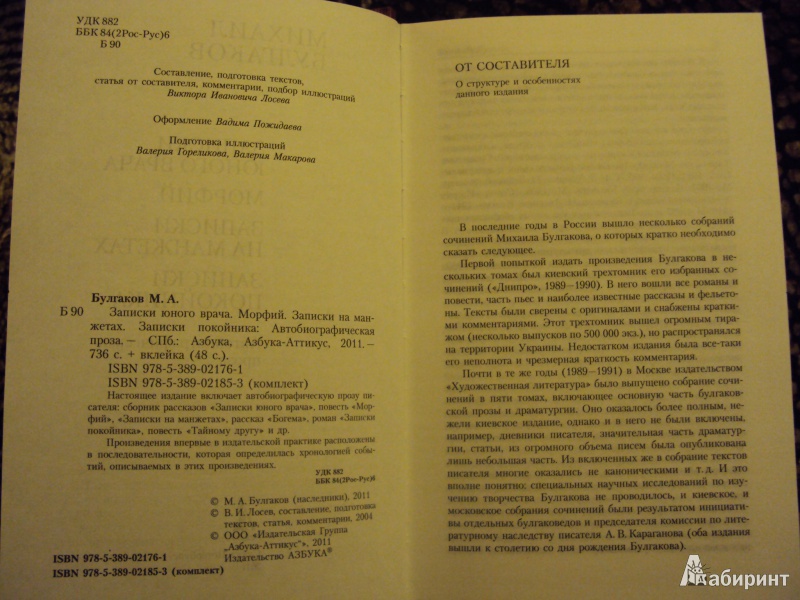 УДК 882
ББК 84(2Рос-Рус)6
Б 90
Составление, подготовка текстов,
статья от составителя, комментарии, подбор иллюстраций
Виктора Ивановича Лосева
Оформление Вадима Пожидаева
Подготовка иллюстраций
Валерия Гореликова, Валерия Макарова
Булгаков М. А.
Б 90 Записки юного врача. Морфий. Записки на ман-
жетах. Записки покойника: Автобиографическая
проза. — СПб.: Азбука, Азбука-Аттикус, 2011. —
736 с. + вклейка (48 с.).
ISBN 978-5-389-02176-1
ISBN 978-5-389-02185-3 (комплект)
Настоящее издание включает автобиографическую прозу пи-
сателя: сборник рассказов «Записки юного врача», повесть «Мор-
фий», «Записки на манжетах», рассказ «Богема», роман «Записки
покойника», повесть «Тайному другу» и др.
Произведения впервые в издательской практике расположены
в последовательности, которая определилась хронологией собы-
тий, описываемых в этих произведениях.
УДК 882
ББК 84(2Рос-Рус)6
© М. А. Булгаков (наследники), 2011
© В. И. Лосев, составление, подготовка
текстов, статья, комментарии, 2004
© ООО «Издательская Группа
„Азбука-Аттикус“», 2011
Издательство АЗБУКА®
ISBN 978-5-389-02176-1
ISBN 978-5-389-02185-3 (комплект)
ОТ СОСТАВИТЕЛЯ
О структуре и особенностях
данного издания
В последние годы в России вышло несколько собраний
сочинений Михаила Булгакова, о которых кратко необходимо
сказать следующее.
Первой попыткой издать произведения Булгакова в не-
скольких томах был киевский трехтомник его избранных со-
чинений («Дніпро», 1989—1990). В него вошли все романы и
повести, часть пьес и наиболее известные рассказы и фельето-
ны. Тексты были сверены с оригиналами и снабжены кратки-
ми комментариями. Этот трехтомник вышел огромным тира-
жом (несколько выпусков по 500 000 экз.), но распространялся
на территории Украины. Недостатком издания была все-таки
его неполнота и чрезмерная краткость комментария.
Почти в те же годы (1989—1991) в Москве издательством
«Художественная литература» было выпущено собрание сочи-
нений в пяти томах, включающее основную часть булгаков-
ской прозы и драматургии. Оно оказалось более полным, не-
жели киевское издание, однако и в него не были включены,
например, дневники писателя, значительная часть драматур-
гии, статьи, из огромного объема писем была опубликована
лишь небольшая часть. Из включенных же в собрание текстов
писателя многие оказались не каноническими и т. д. И это
вполне понятно: специальных научных исследований по изу-
чению творчества Булгакова не проводилось, и киевское, и
московское собрания сочинений были результатом инициати-
вы отдельных булгаковедов и председателя комиссии по лите-
ратурному наследству писателя А. В. Караганова (оба издания
вышли к столетию со дня рождения Булгакова).
Лабиринт.ру